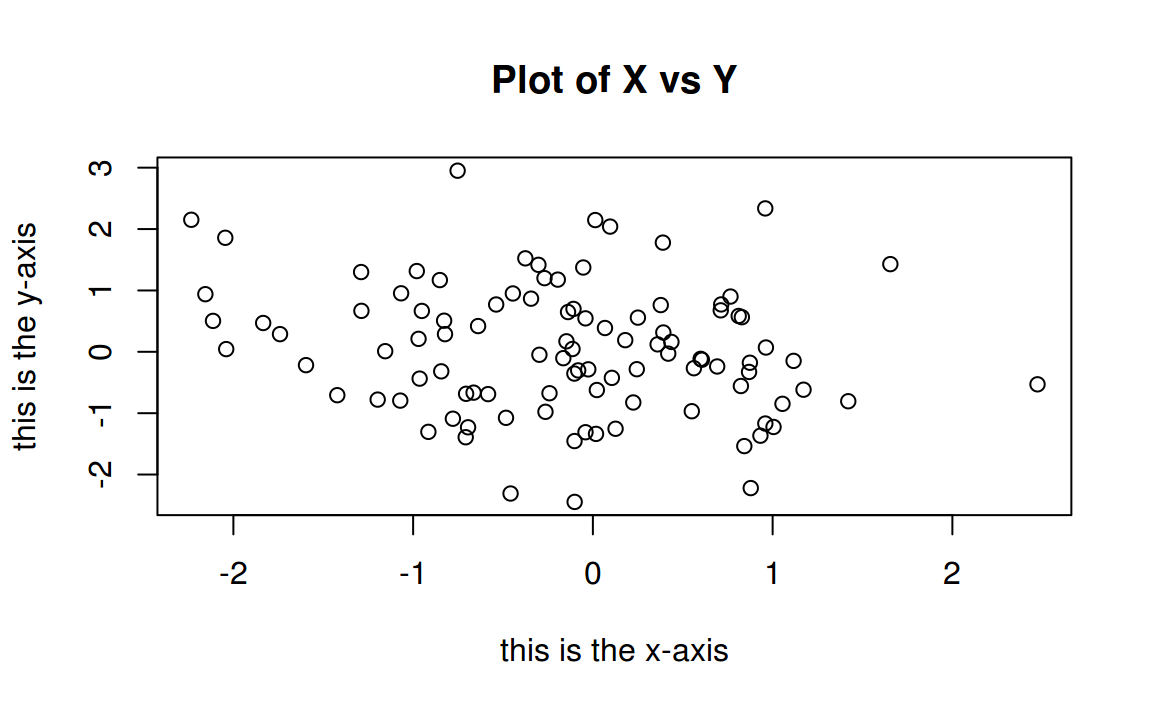 Plot of X vs Y
3
2
1
0
-1
-2
this is the y-axis
-2 -1 0 1 2
this is the x-axis